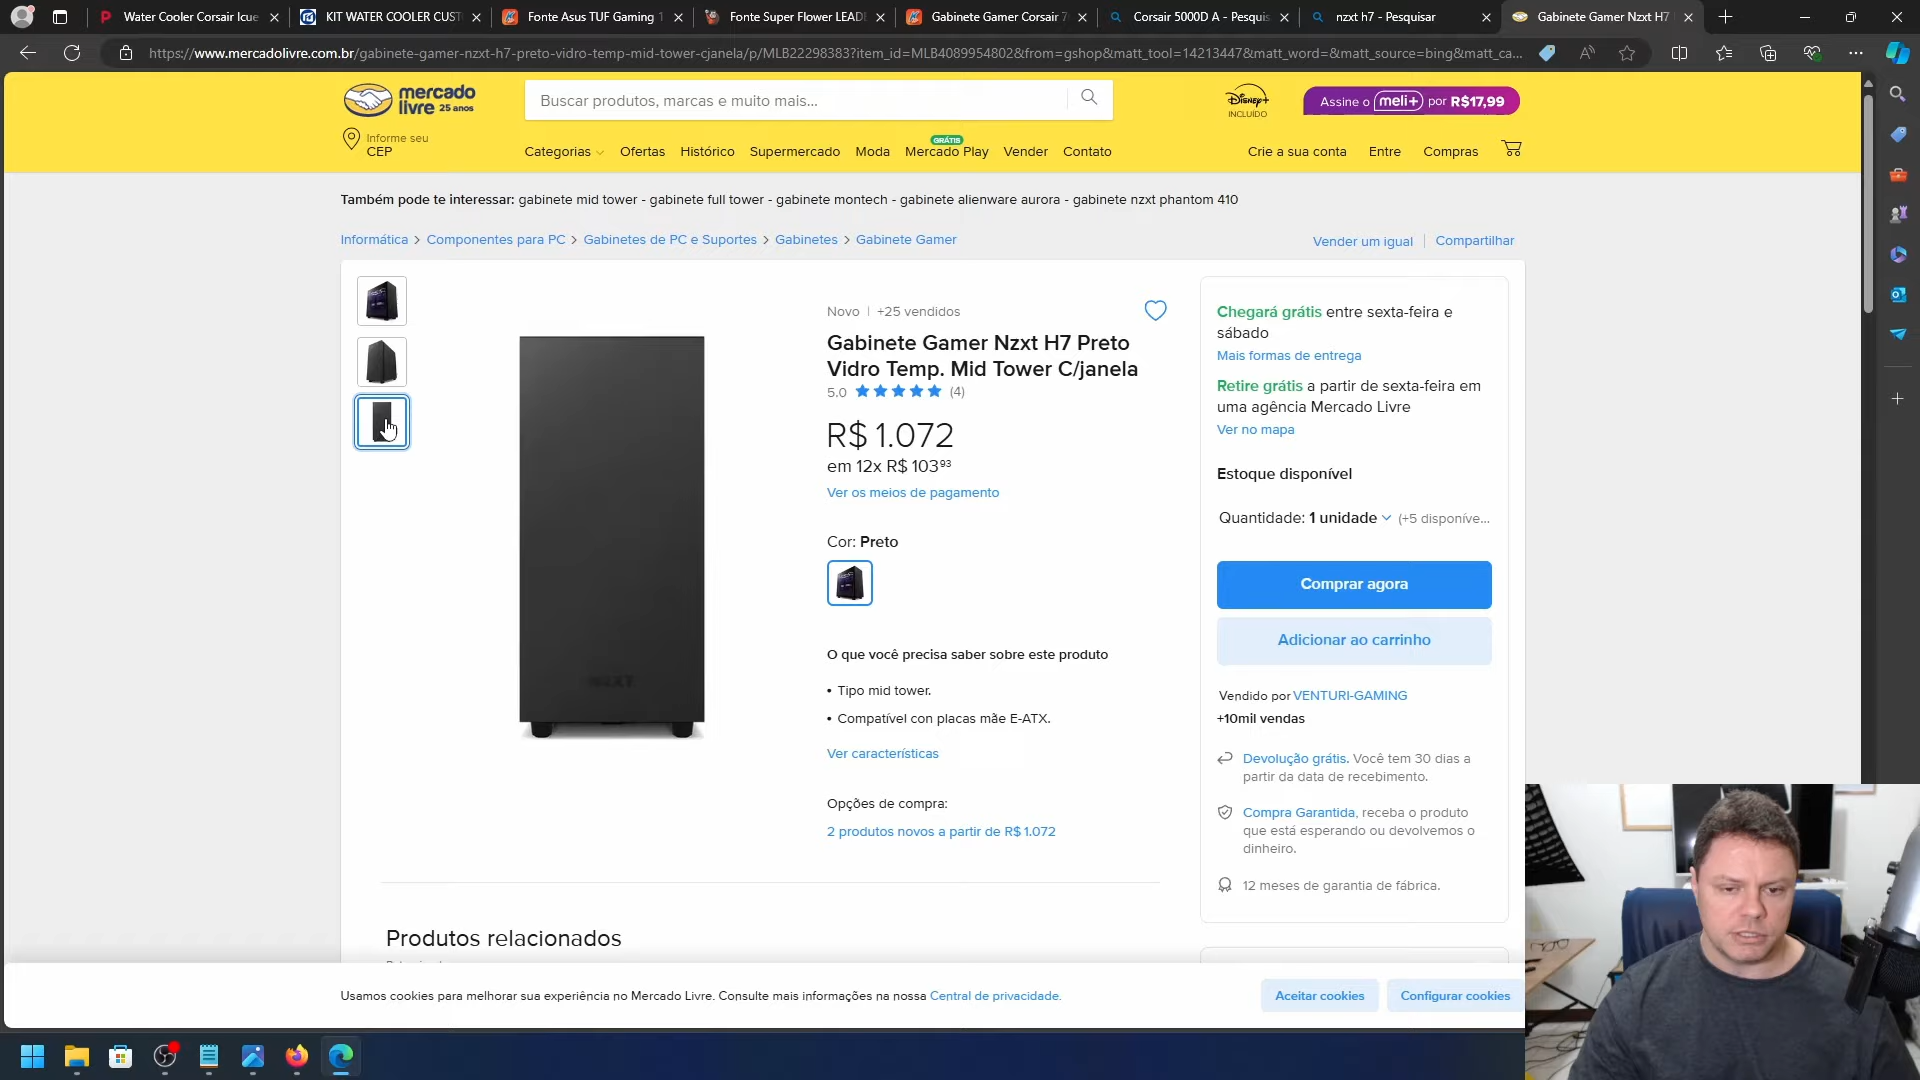 Water Cooler Corsair Icue
KIT WATER COOLER CUST
Fonte Asus TUF Gaming 1
Fonte Super Flower LEAD
Gabinete Gamer Corsair 7
Corsair 5000D A - Pesquis
nzxt h7 - Pesquisar
Gabinete Gamer Nzxt H7
https://www.mercadolivre.com.br/gabinete-gamer-nzxt-h7-preto-vidro-temp-mid-tower-cjanela/p/MLB22298383?item_id=MLB4089954802&from=gshop&matt_tool=14213447&matt_word=&matt_source=bing&matt_ca...
mercado
livre 25 anos
Buscar produtos, marcas e muito mais...
Disney+
INCLUIDO
Assine o meli+ por R$17,99
Informe seu
CEP
Categorias
Ofertas
Histórico
Supermercado
Moda
GRÁTIS
Mercado Play
Vender
Contato
Crie a sua conta
Entre
Compras
Também pode te interessar: gabinete mid tower - gabinete full tower - gabinete montech - gabinete alienware aurora - gabinete nzxt phantom 410
Informática > Componentes para PC > Gabinetes de PC e Suportes > Gabinetes > Gabinete Gamer
Vender um igual | Compartilhar
Novo | +25 vendidos
Gabinete Gamer Nzxt H7 Preto
Vidro Temp. Mid Tower C/janela
5.0 (4)
R$ 1.072
em 12x R$ 103⁹³
Ver os meios de pagamento
Cor: Preto
O que você precisa saber sobre este produto
• Tipo mid tower.
• Compatível con placas mãe E-ATX.
Ver características
Opções de compra:
2 produtos novos a partir de R$ 1.072
NZXT
Chegará grátis entre sexta-feira e
sábado
Mais formas de entrega
Retire grátis a partir de sexta-feira em
uma agência Mercado Livre
Ver no mapa
Estoque disponível
Quantidade: 1 unidade (+5 disponíve...
Comprar agora
Adicionar ao carrinho
Vendido por VENTURI-GAMING
+10mil vendas
Devolução grátis. Você tem 30 dias a
partir da data de recebimento.
Compra Garantida, receba o produto
que está esperando ou devolvemos o
dinheiro.
12 meses de garantia de fábrica.
Produtos relacionados
Usamos cookies para melhorar sua experiência no Mercado Livre. Consulte mais informações na nossa Central de privacidade.
Aceitar cookies
Configurar cookies